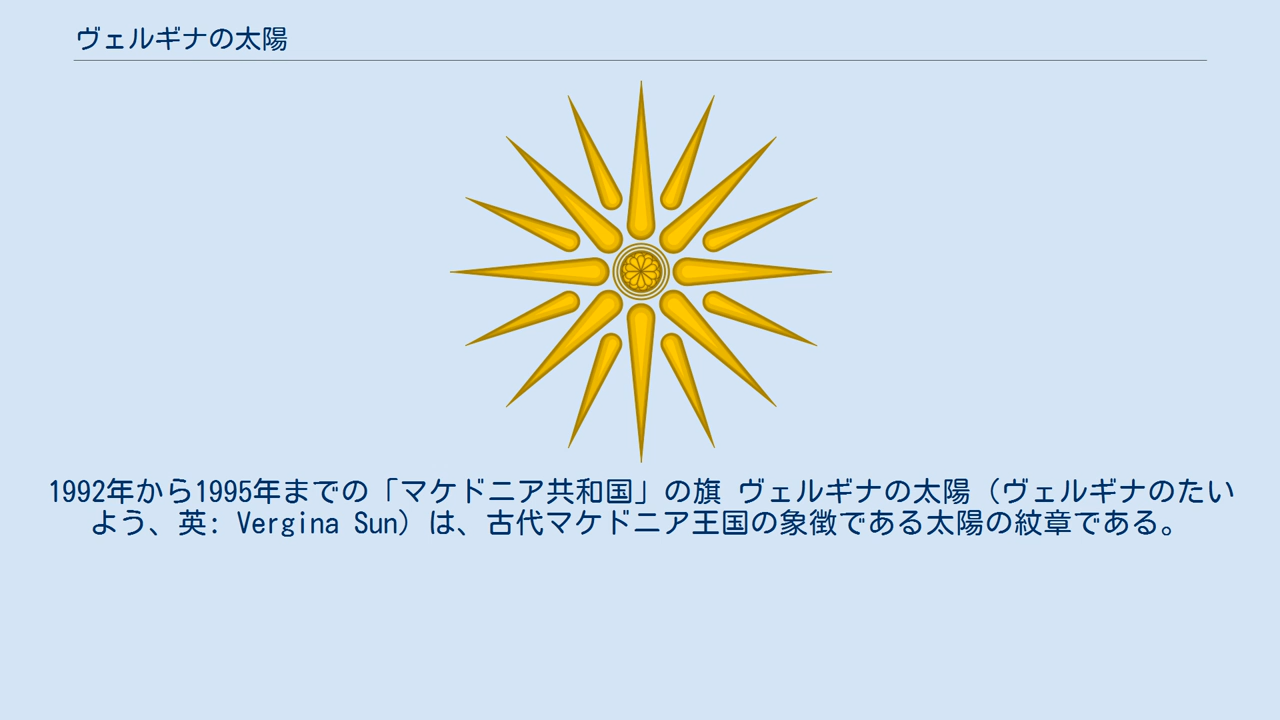 ヴェルギナの太陽
1992年から1995年までの「マケドニア共和国」の旗 ヴェルギナの太陽（ヴェルギナのたい
よう、英: Vergina Sun）は、古代マケドニア王国の象徴である太陽の紋章である。